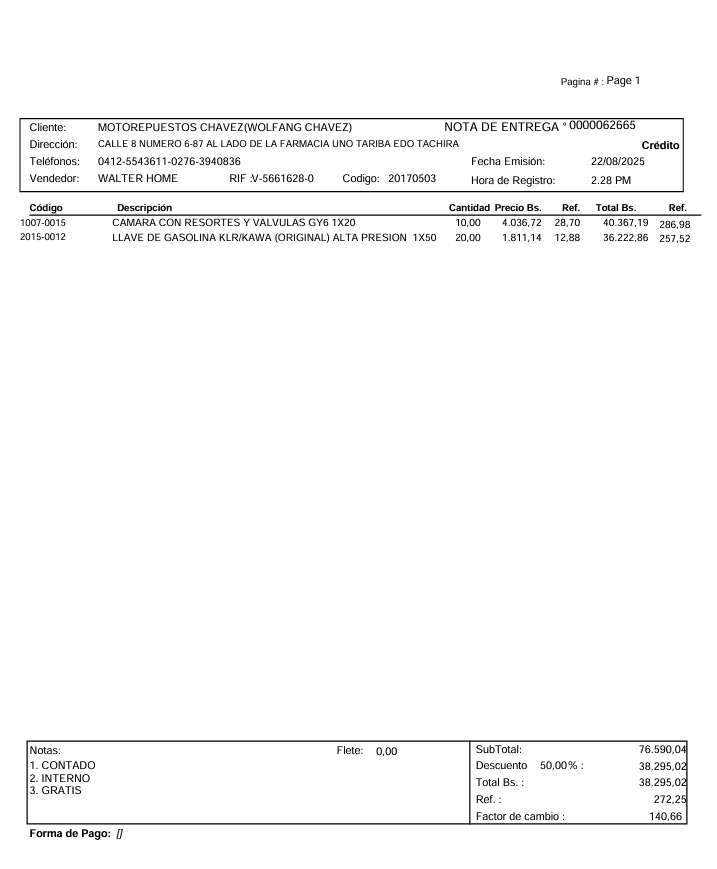 Pagina # : Page 1
Cliente: MOTOREPUESTOS CHAVEZ(WOLFANG CHAVEZ) NOTA DE ENTREGA ° 0000062665
Dirección: CALLE 8 NUMERO 6-87 AL LADO DE LA FARMACIA UNO TARIBA EDO TACHIRA Crédito
Teléfonos: 0412-5543611-0276-3940836 Fecha Emisión: 22/08/2025
Vendedor: WALTER HOME RIF :V-5661628-0 Codigo: 20170503 Hora de Registro: 2.28 PM
Código Descripción Cantidad Precio Bs. Ref. Total Bs. Ref.
1007-0015 CAMARA CON RESORTES Y VALVULAS GY6 1X20 10,00 4.036,72 28,70 40.367,19 286,98
2015-0012 LLAVE DE GASOLINA KLR/KAWA (ORIGINAL) ALTA PRESION 1X50 20,00 1.811,14 12,88 36.222,86 257,52
Notas: Flete: 0,00
1. CONTADO
2. INTERNO
3. GRATIS
SubTotal: 76.590,04
Descuento 50,00% : 38.295,02
Total Bs. : 38.295,02
Ref. : 272,25
Factor de cambio : 140,66
Forma de Pago: []